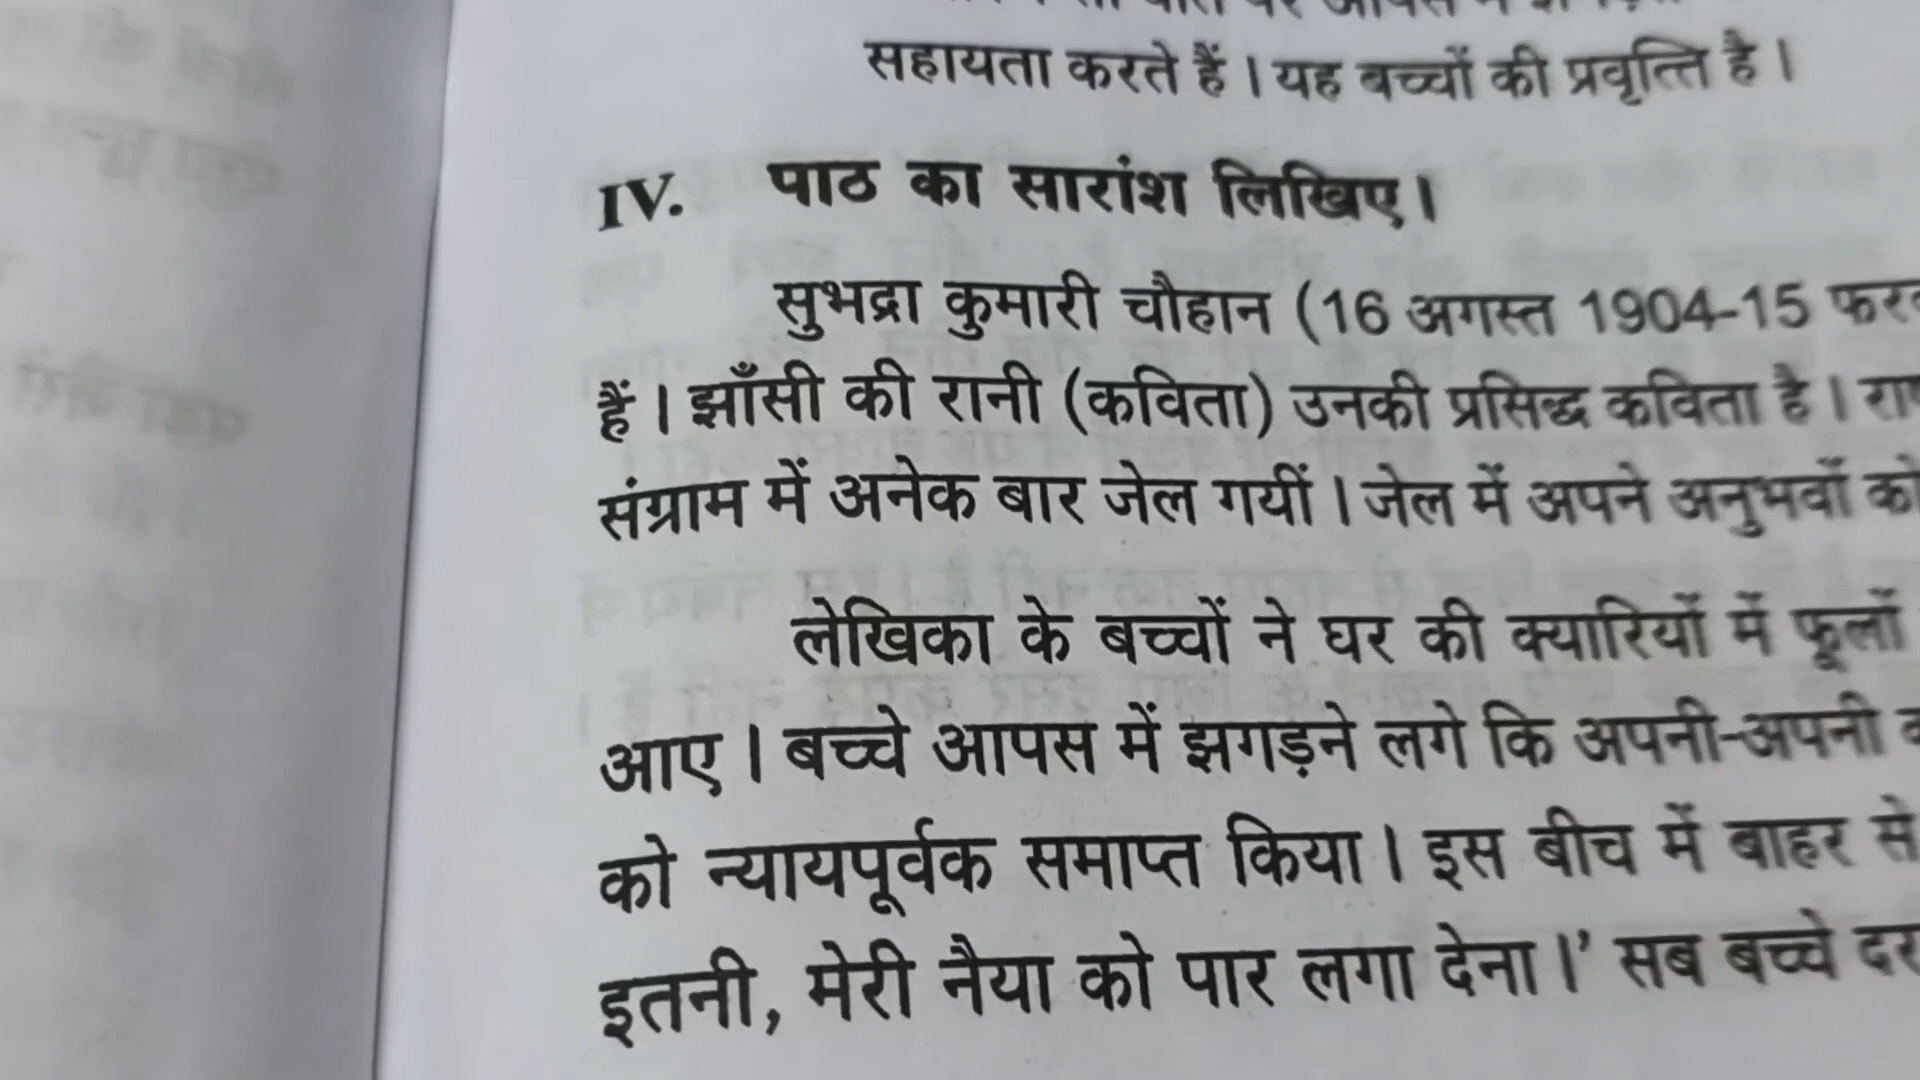 सहायता करते हैं । यह बच्चों की प्रवृत्ति है ।
IV. पाठ का सारांश लिखिए ।
सुभद्रा कुमारी चौहान (16 अगस्त 1904-15
हैं । झाँसी की रानी (कविता) उनकी प्रसिद्ध कविता है ।
संग्राम में अनेक बार जेल गयीं । जेल में अपने अनुभवों को
लेखिका के बच्चों ने घर की क्यारियों में फूलों
आए । बच्चे आपस में झगड़ने लगे कि अपनी-अपनी
को न्यायपूर्वक समाप्त किया । इस बीच में बाहर से
इतनी, मेरी नैया को पार लगा देना ।’ सब बच्चे